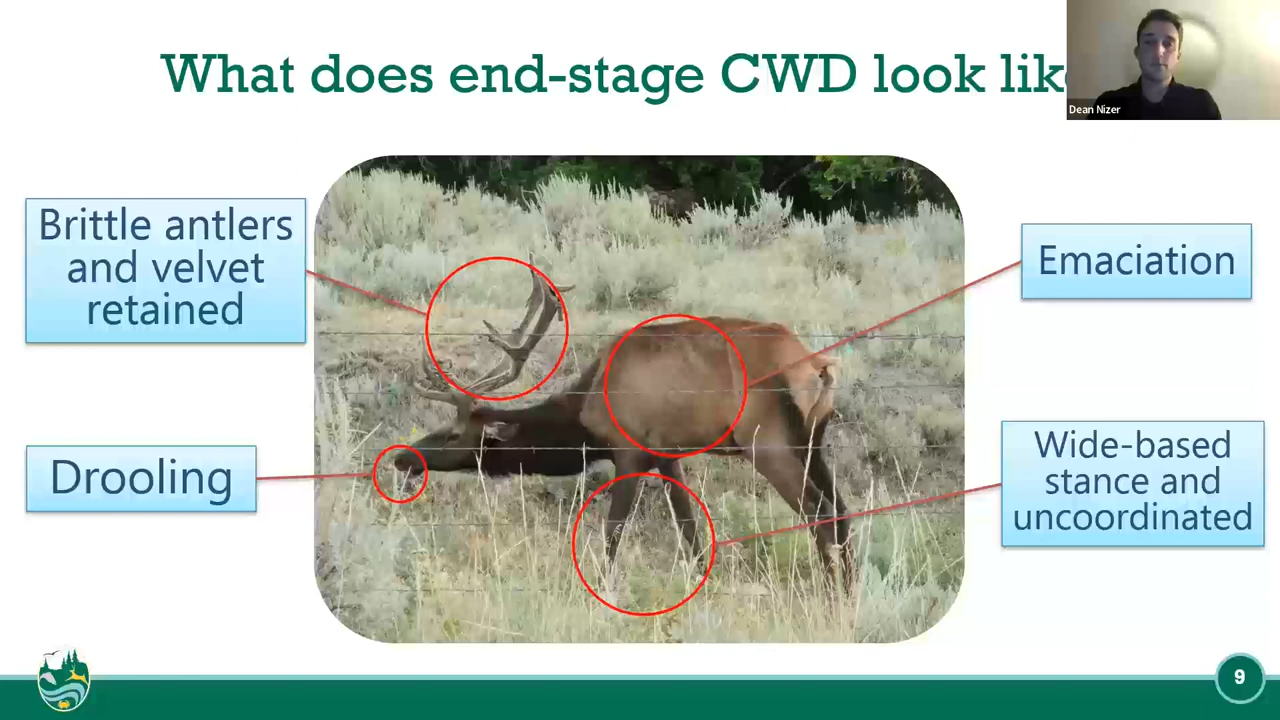 What does end-stage CWD look like
Dean Nizer
Brittle antlers
and velvet
retained
Emaciation
Drooling
Wide-based
stance and
uncoordinated
9